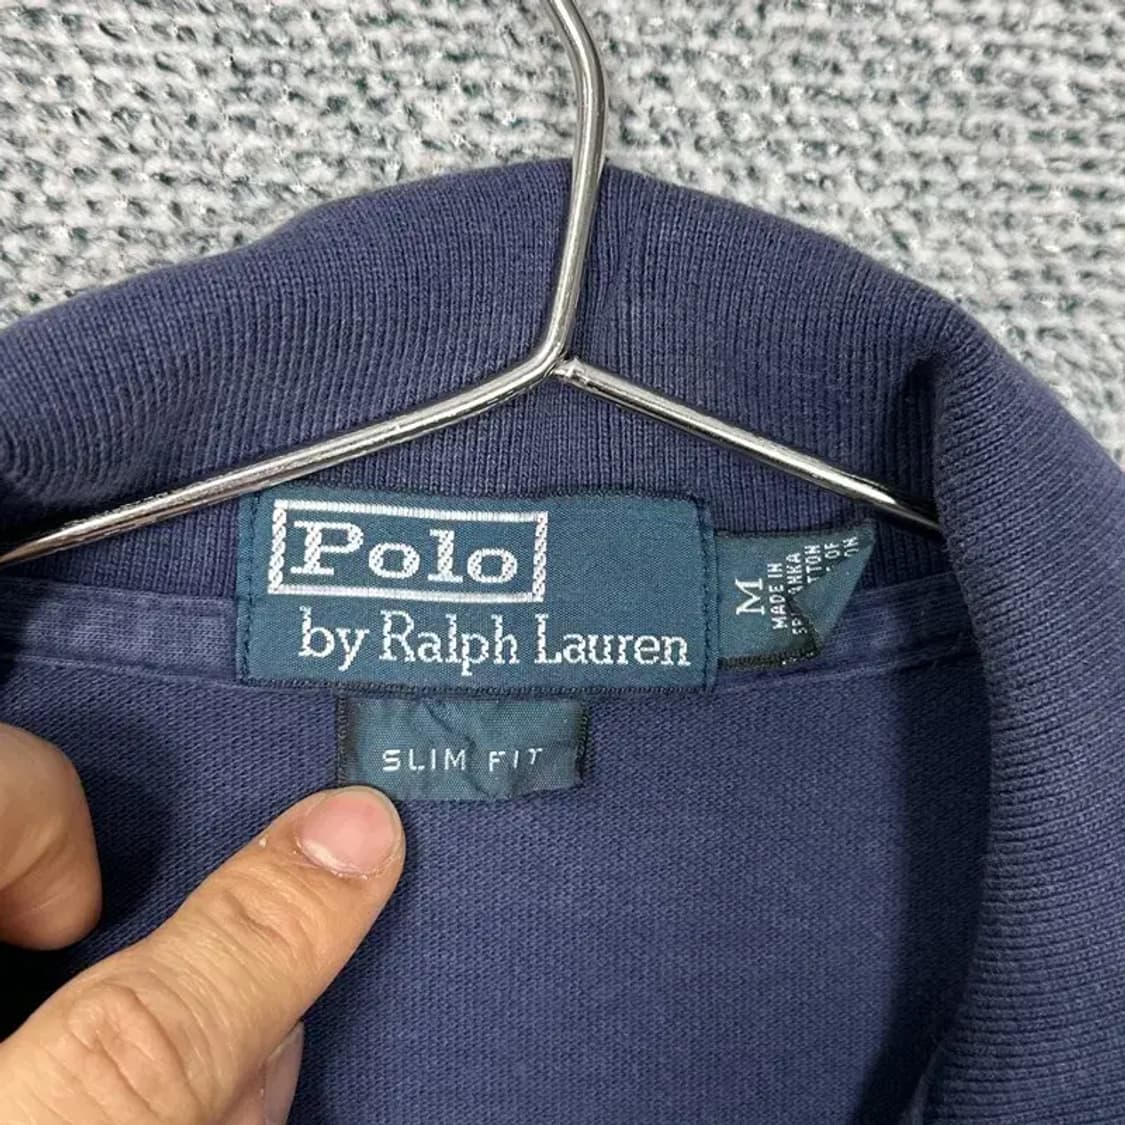 Polo
by Ralph Lauren
M
MADE IN
SLIM FIT